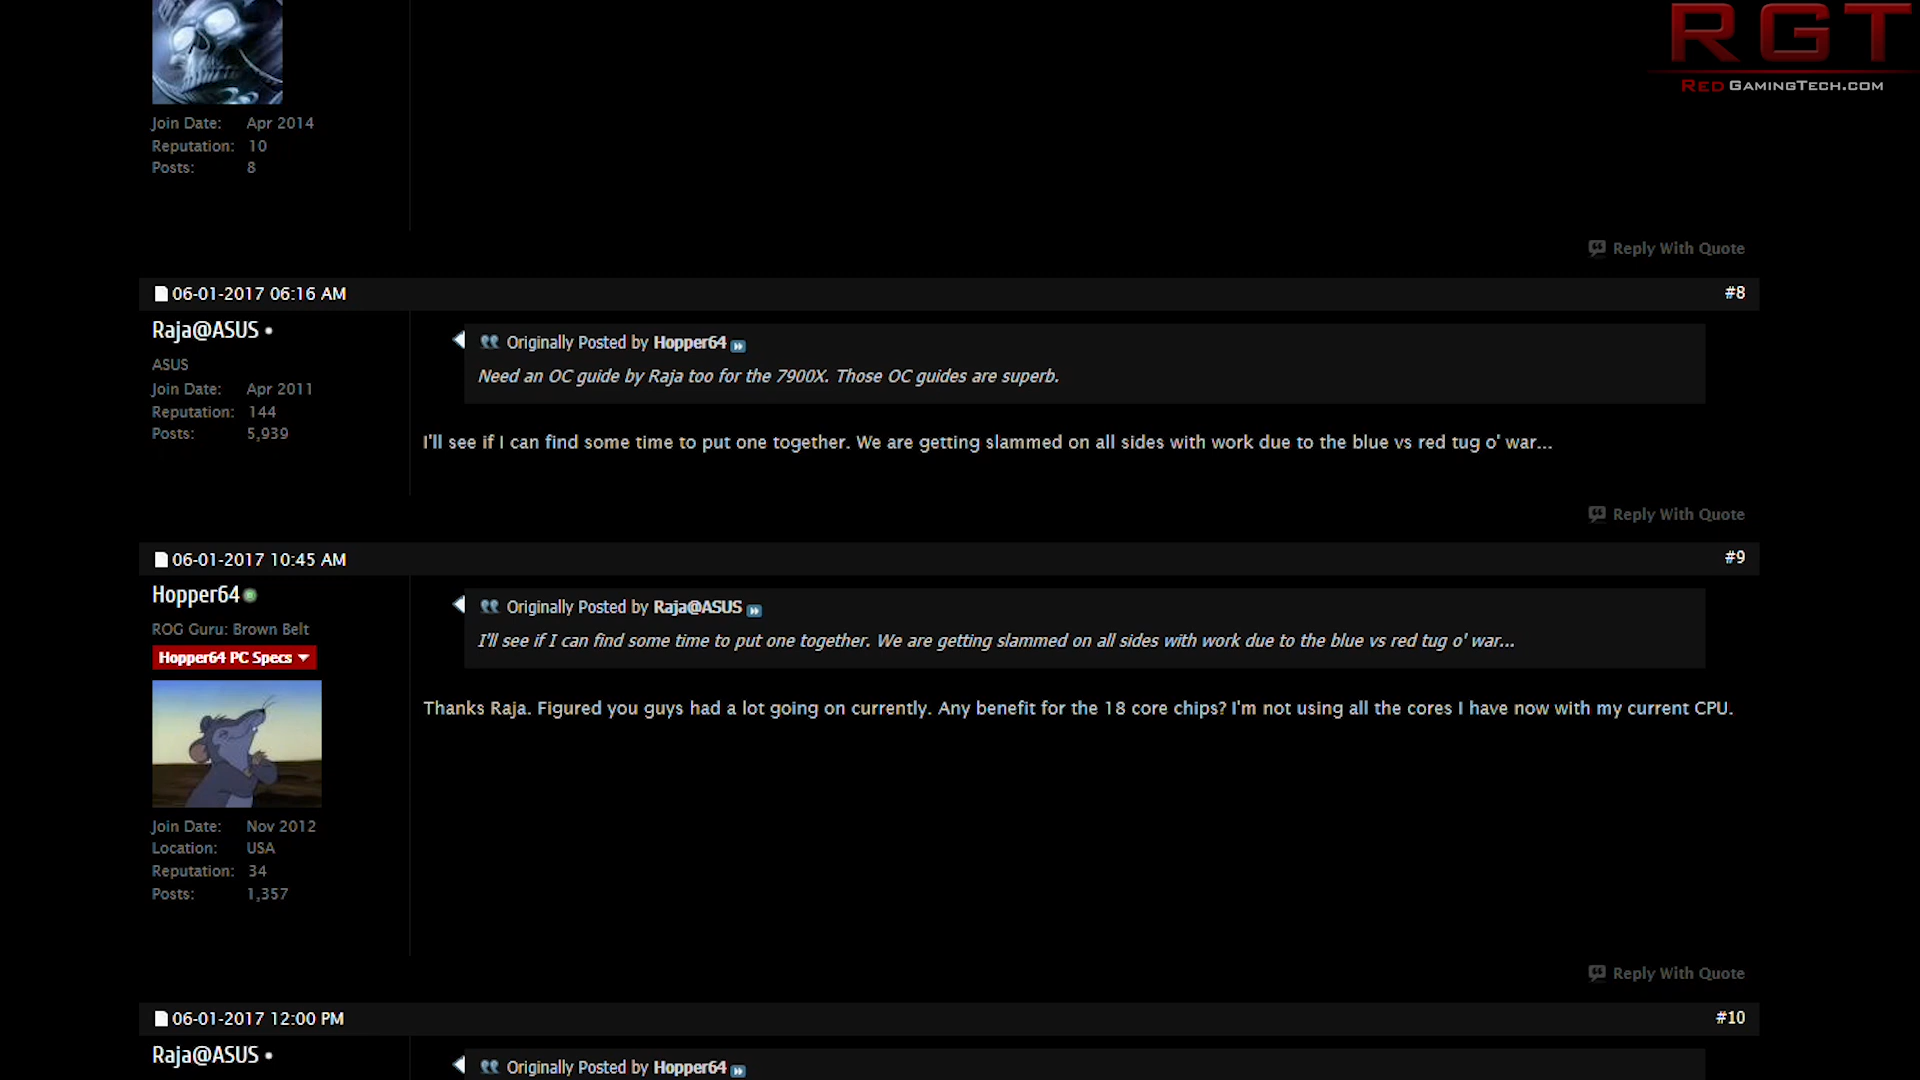 RGT
RED GAMINGTECH.COM
Join Date: Apr 2014
Reputation: 10
Posts: 8
Reply With Quote
06-01-2017 06:16 AM #8
Raja@ASUS
ASUS
Join Date: Apr 2011
Reputation: 144
Posts: 5,939
Originally Posted by Hopper64
Need an OC guide by Raja too for the 7900X. Those OC guides are superb.
I'll see if I can find some time to put one together. We are getting slammed on all sides with work due to the blue vs red tug o' war...
Reply With Quote
06-01-2017 10:45 AM #9
Hopper64
ROG Guru: Brown Belt
Hopper64 PC Specs
Join Date: Nov 2012
Location: USA
Reputation: 34
Posts: 1,357
Originally Posted by Raja@ASUS
I'll see if I can find some time to put one together. We are getting slammed on all sides with work due to the blue vs red tug o' war...
Thanks Raja. Figured you guys had a lot going on currently. Any benefit for the 18 core chips? I'm not using all the cores I have now with my current CPU.
Reply With Quote
06-01-2017 12:00 PM #10
Raja@ASUS
Originally Posted by Hopper64